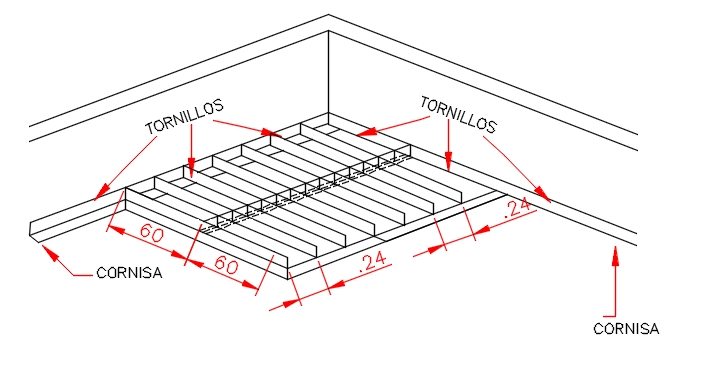 TORNILLOS
TORNILLOS
60
60
.24
.24
CORNISA
CORNISA